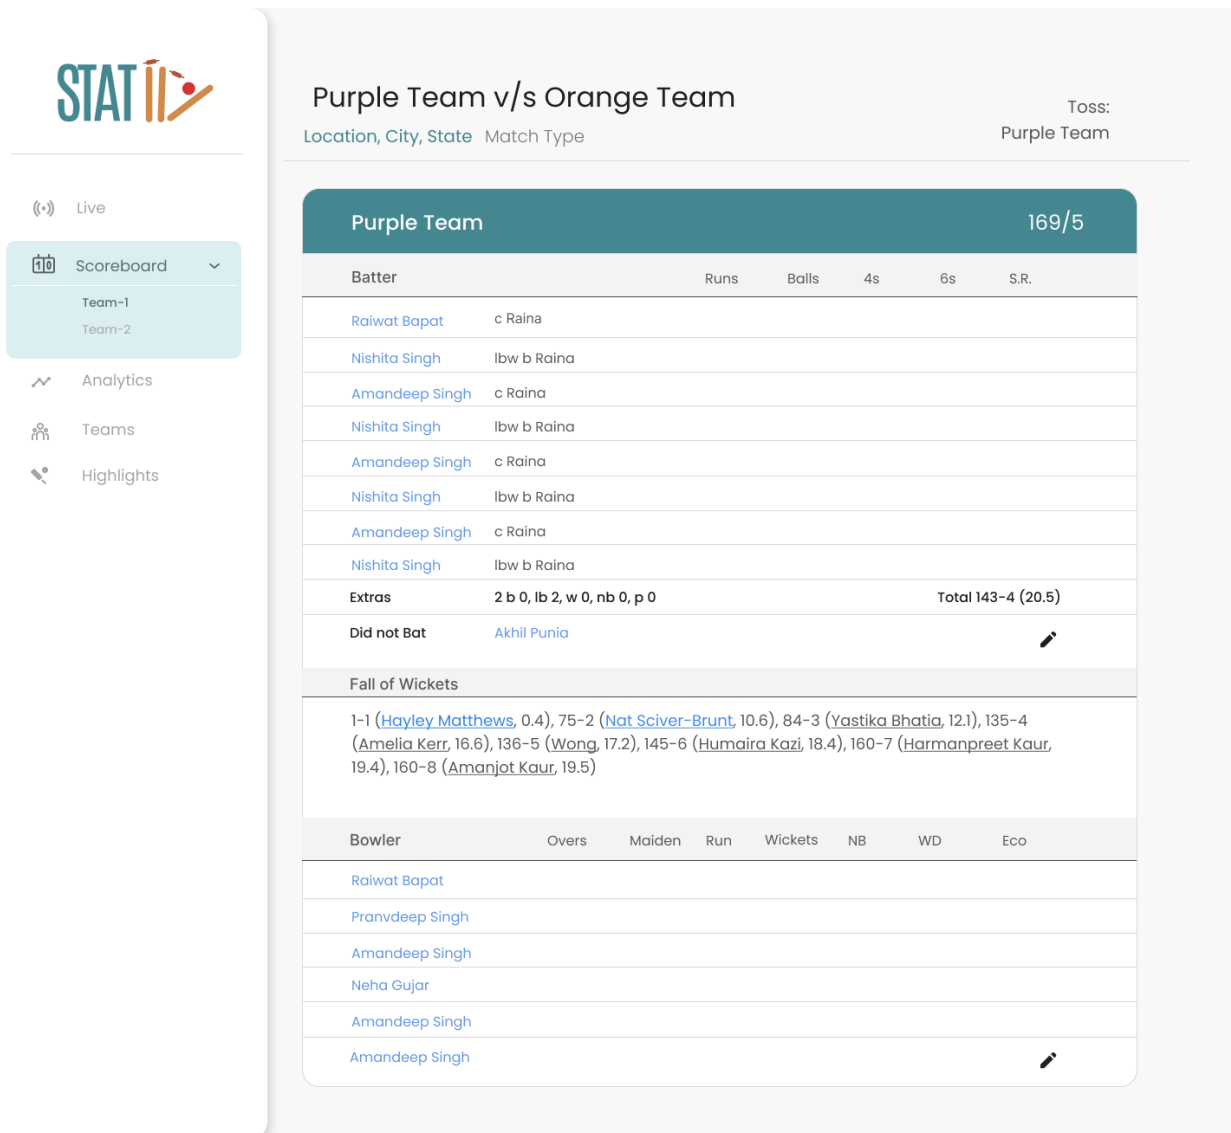 STAT
Live
Scoreboard
Team-1
Team-2
Analytics
Teams
Highlights
Purple Team v/s Orange Team
Location, City, State Match Type
Toss:
Purple Team
Purple Team 169/5
Batter Runs Balls 4s 6s S.R.
Raiwat Bapat c Raina
Nishita Singh lbw b Raina
Amandeep Singh c Raina
Nishita Singh lbw b Raina
Amandeep Singh c Raina
Nishita Singh lbw b Raina
Amandeep Singh c Raina
Nishita Singh lbw b Raina
Extras 2 b 0, lb 2, w 0, nb 0, p 0 Total 143-4 (20.5)
Did not Bat Akhil Punia
Fall of Wickets
1-1 (Hayley Matthews, 0.4), 75-2 (Nat Sciver-Brunt, 10.6), 84-3 (Yastika Bhatia, 12.1), 135-4
(Amelia Kerr, 16.6), 136-5 (Wong, 17.2), 145-6 (Humaira Kazi, 18.4), 160-7 (Harmanpreet Kaur,
19.4), 160-8 (Amanjot Kaur, 19.5)
Bowler Overs Maiden Run Wickets NB WD Eco
Raiwat Bapat
Pranvdeep Singh
Amandeep Singh
Neha Gujar
Amandeep Singh
Amandeep Singh